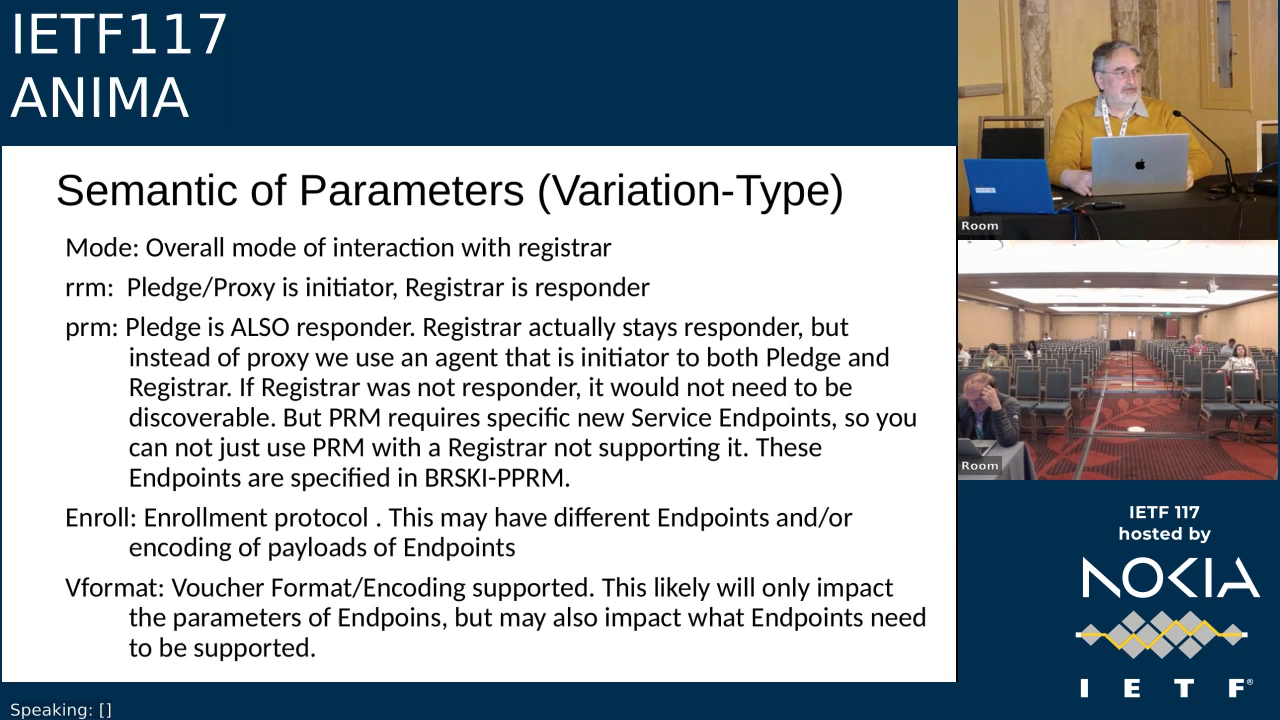 IETF117
ANIMA
Semantic of Parameters (Variation-Type)
Mode: Overall mode of interaction with registrar
rrm: Pledge/Proxy is initiator, Registrar is responder
prm: Pledge is ALSO responder. Registrar actually stays responder, but
instead of proxy we use an agent that is initiator to both Pledge and
Registrar. If Registrar was not responder, it would not need to be
discoverable. But PRM requires specific new Service Endpoints, so you
can not just use PRM with a Registrar not supporting it. These
Endpoints are specified in BRSKI-PPRM.
Enroll: Enrollment protocol . This may have different Endpoints and/or
encoding of payloads of Endpoints
Vformat: Voucher Format/Encoding supported. This likely will only impact
the parameters of Endpoins, but may also impact what Endpoints need
to be supported.
Room
Room
IETF 117
hosted by
NOKIA
I E T F®
Speaking: []